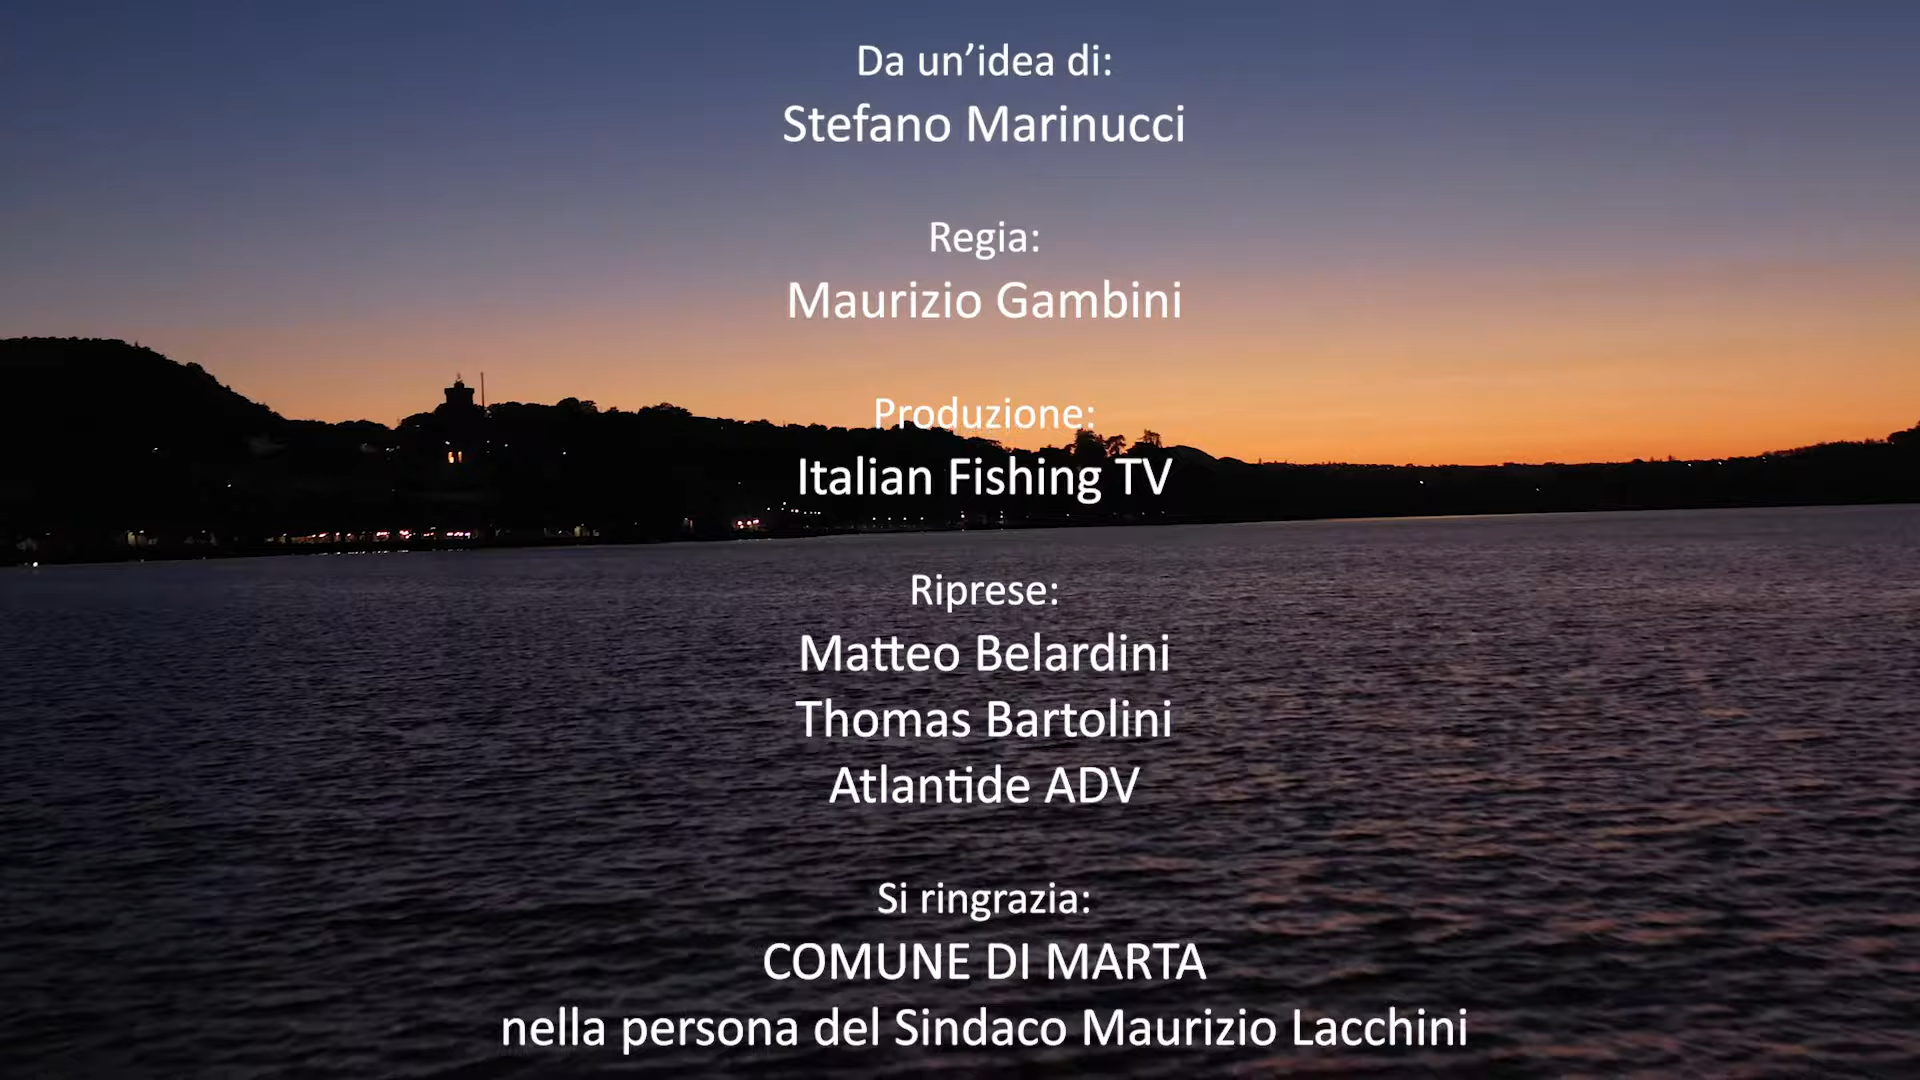 Da un’idea di:
Stefano Marinucci
Regia:
Maurizio Gambini
Produzione:
Italian Fishing TV
Riprese:
Matteo Belardini
Thomas Bartolini
Atlantide ADV
Si ringrazia:
COMUNE DI MARTA
nella persona del Sindaco Maurizio Lacchini